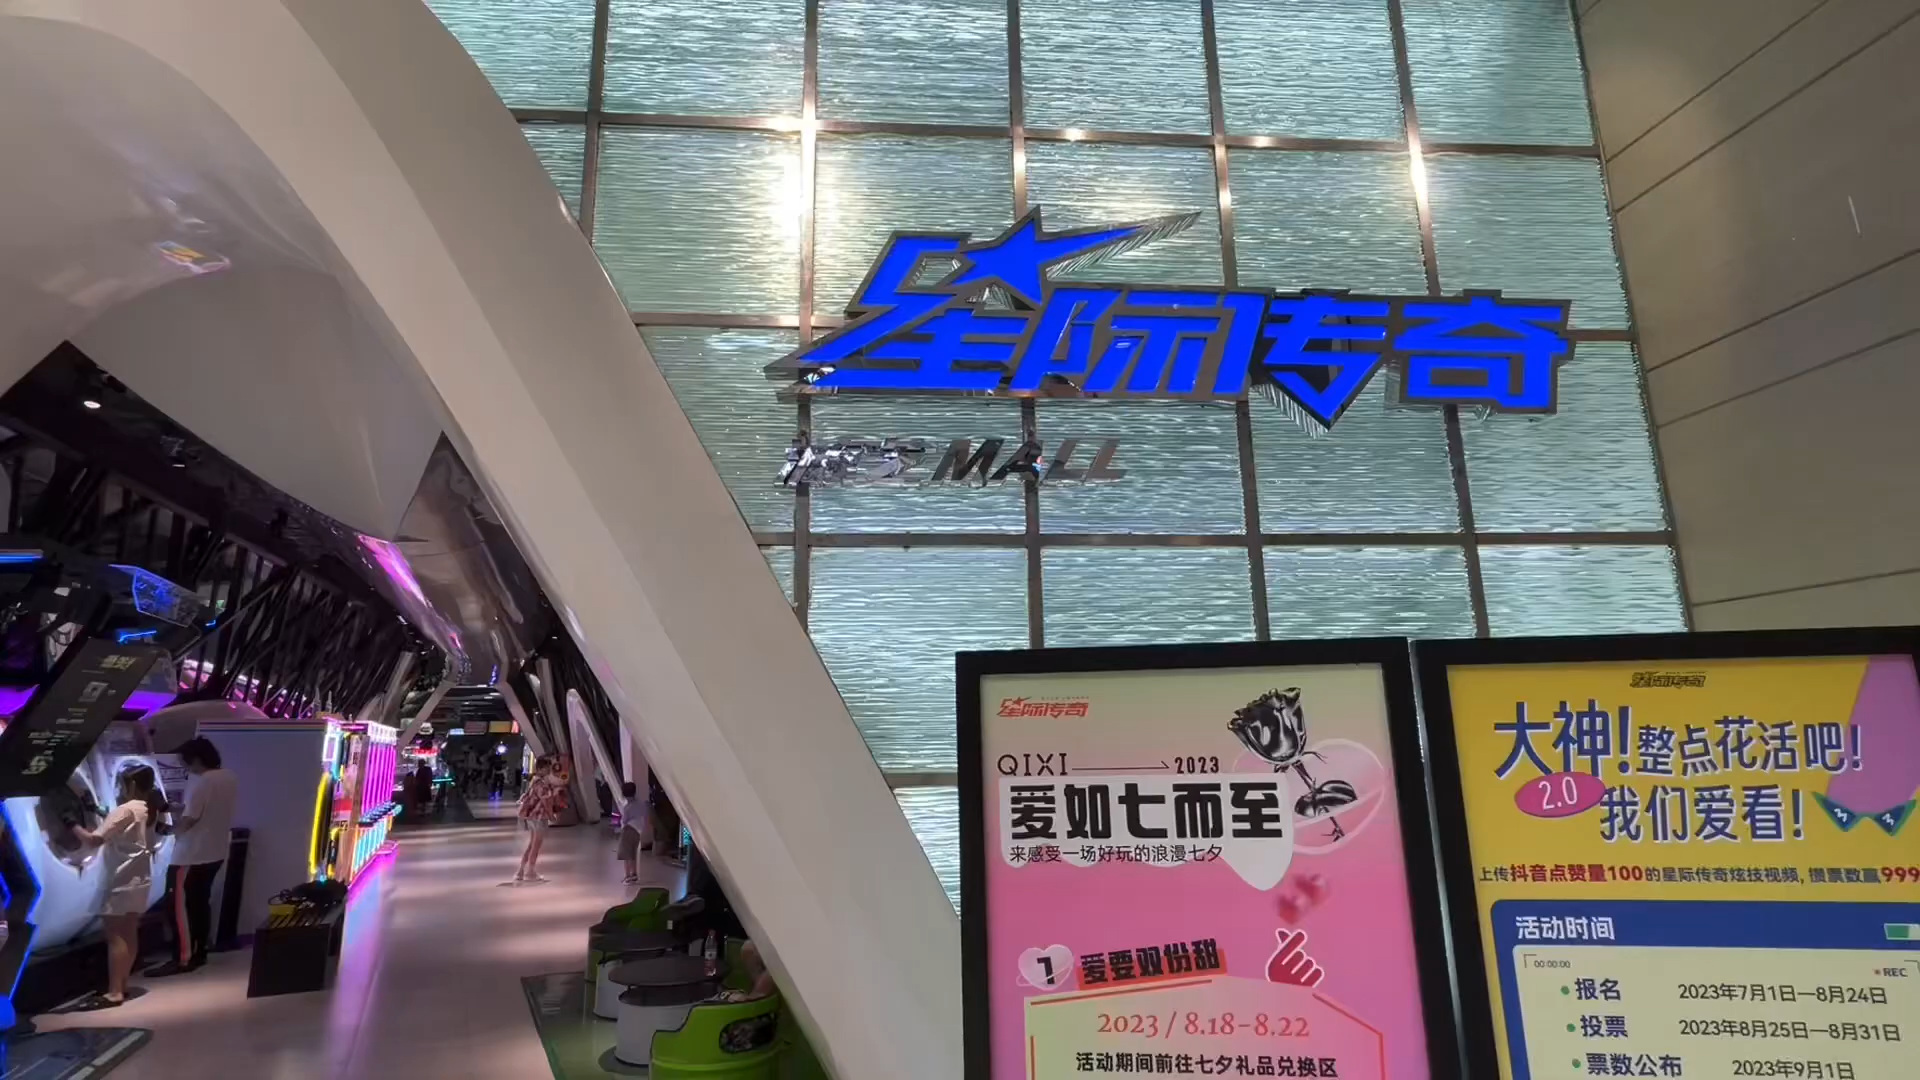 星际传奇
MALL
星际传奇
QIXI 2023
爱如七而至
来感受一场好玩的浪漫七夕
1 爱要双份甜
2023 / 8.18-8.22
活动期间前往七夕礼品兑换区
星际传奇
大神!整点花活吧!
2.0 我们爱看!
上传抖音点赞量100的星际传奇炫技视频, 攒票数赢999
活动时间
00:00:00
REC
报名 2023年7月1日—8月24日
投票 2023年8月25日—8月31日
票数公布 2023年9月1日